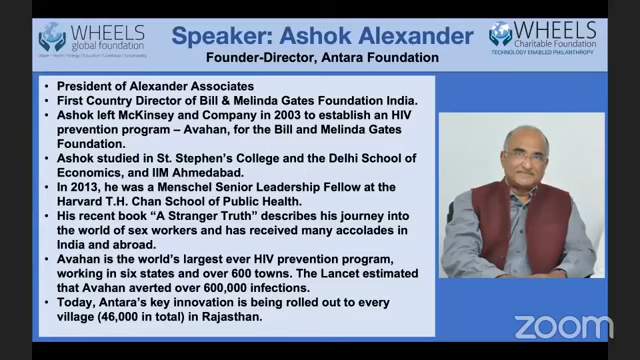 WHEELS
global foundation
Speaker: Ashok Alexander
Founder-Director, Antara Foundation
WHEELS
Charitable Foundation
TECHNOLOGY ENABLED PHILANTHROPY
• President of Alexander Associates
• First Country Director of Bill & Melinda Gates Foundation India.
• Ashok left McKinsey and Company in 2003 to establish an HIV
prevention program – Avahan, for the Bill and Melinda Gates
Foundation.
• Ashok studied in St. Stephen's College and the Delhi School of
Economics, and IIM Ahmedabad.
• In 2013, he was a Menschel Senior Leadership Fellow at the
Harvard T.H. Chan School of Public Health.
• His recent book “A Stranger Truth” describes his journey into
the world of sex workers and has received many accolades in
India and abroad.
• Avahan is the world's largest ever HIV prevention program,
working in six states and over 600 towns. The Lancet estimated
that Avahan averted over 600,000 infections.
• Today, Antara's key innovation is being rolled out to every
village (46,000 in total) in Rajasthan.
zoom